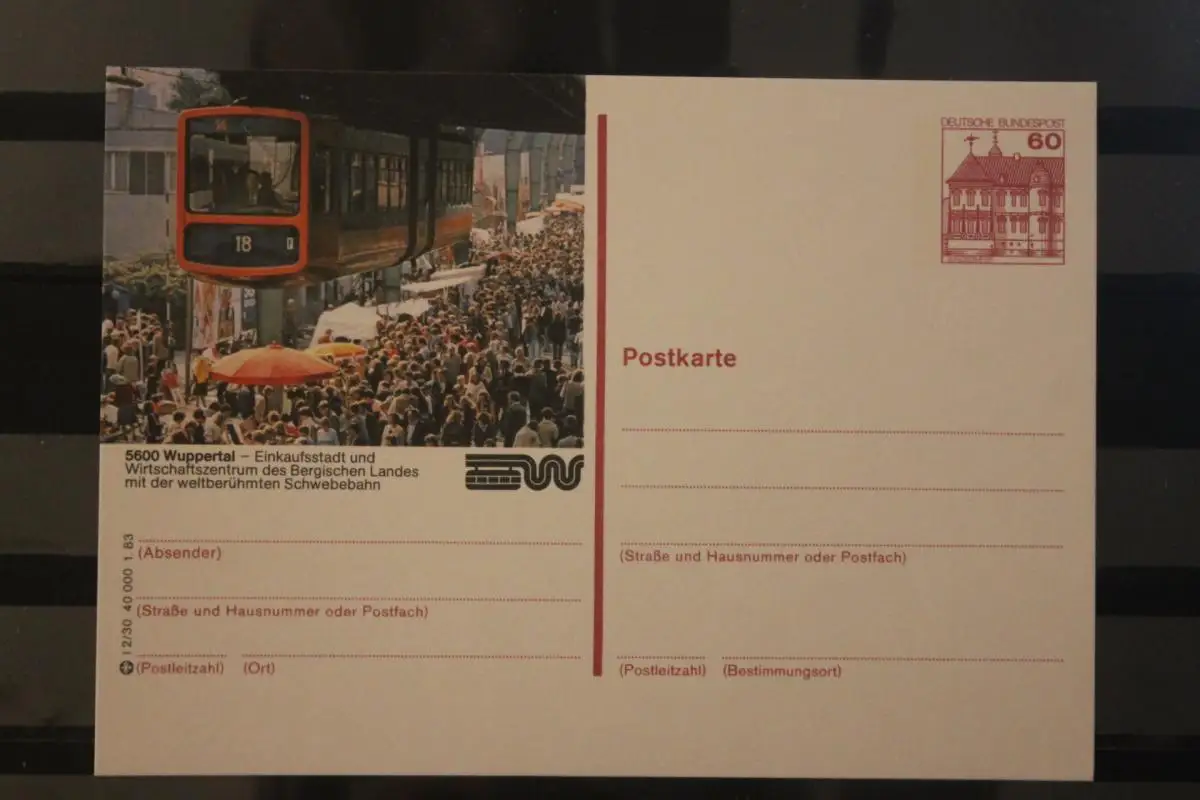 18
5600 Wuppertal – Einkaufsstadt und
Wirtschaftszentrum des Bergischen Landes
mit der weltberühmten Schwebebahn
(Absender)
(Straße und Hausnummer oder Postfach)
(Postleitzahl) (Ort)
12/30 40 000 1.83
DEUTSCHE BUNDESPOST
60
Postkarte
(Straße und Hausnummer oder Postfach)
(Postleitzahl) (Bestimmungsort)